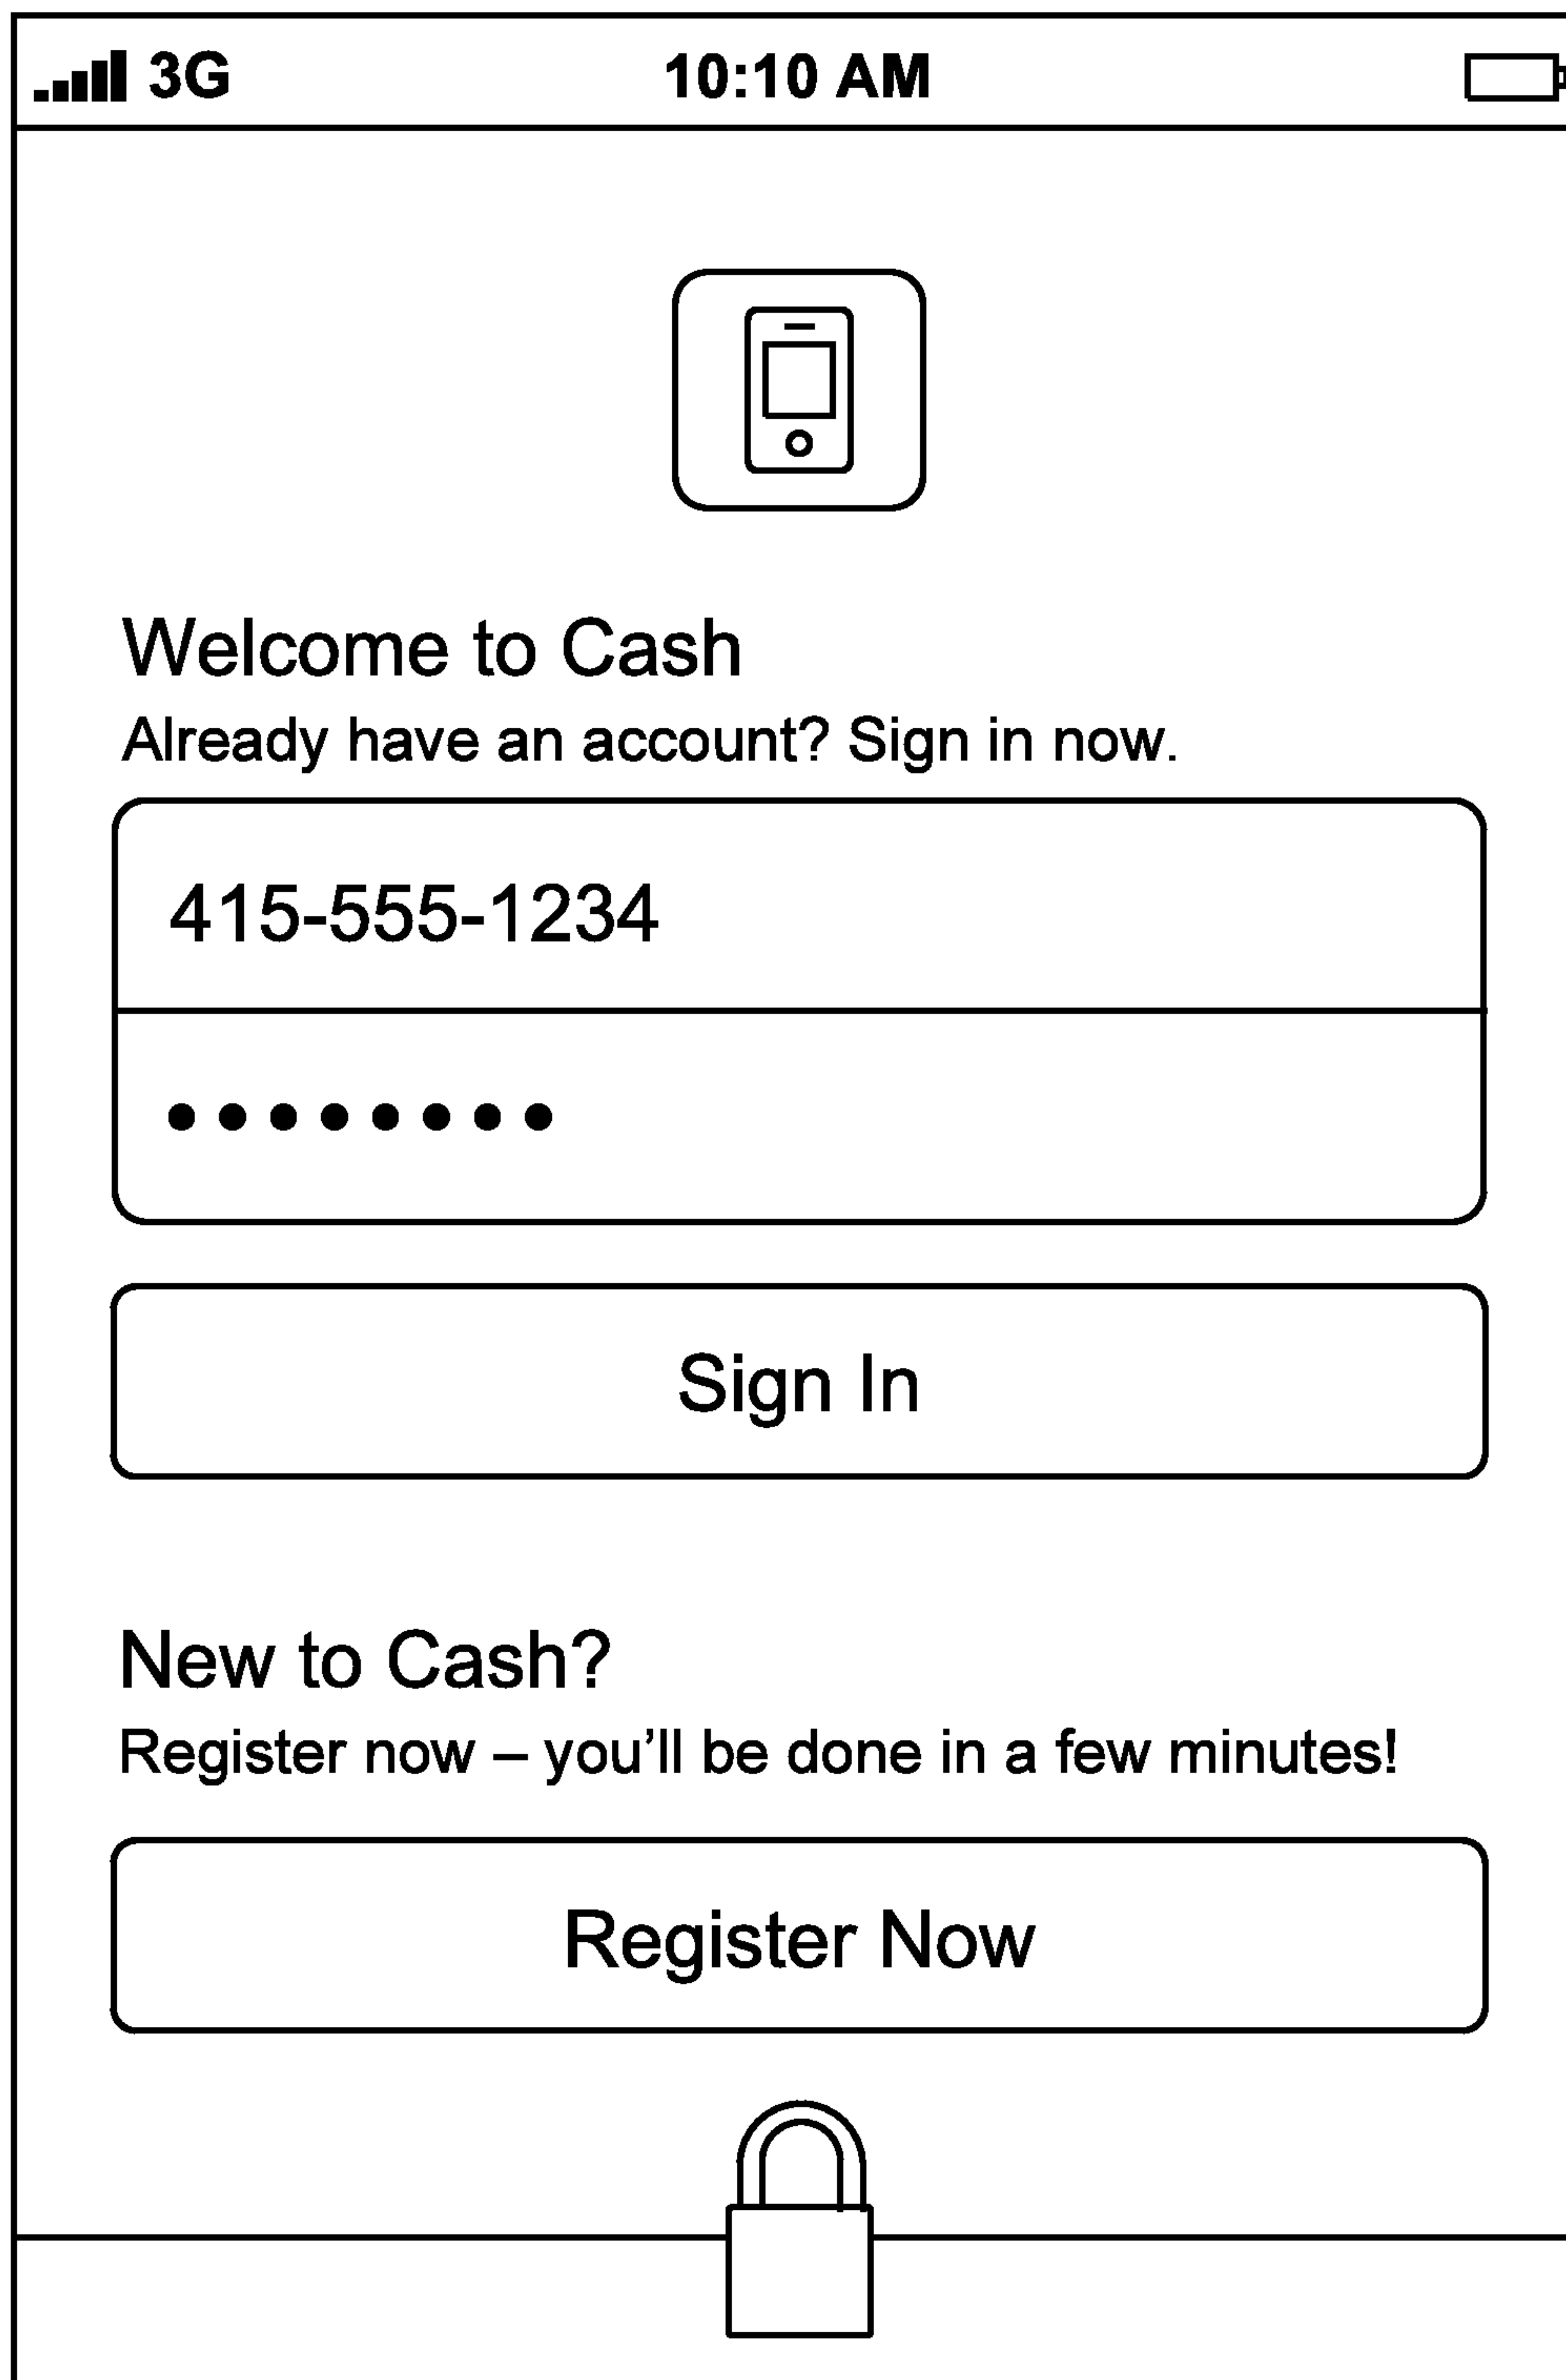 3G 10:10 AM
Welcome to Cash
Already have an account? Sign in now.
415-555-1234
••••••••
Sign In
New to Cash?
Register now – you’ll be done in a few minutes!
Register Now